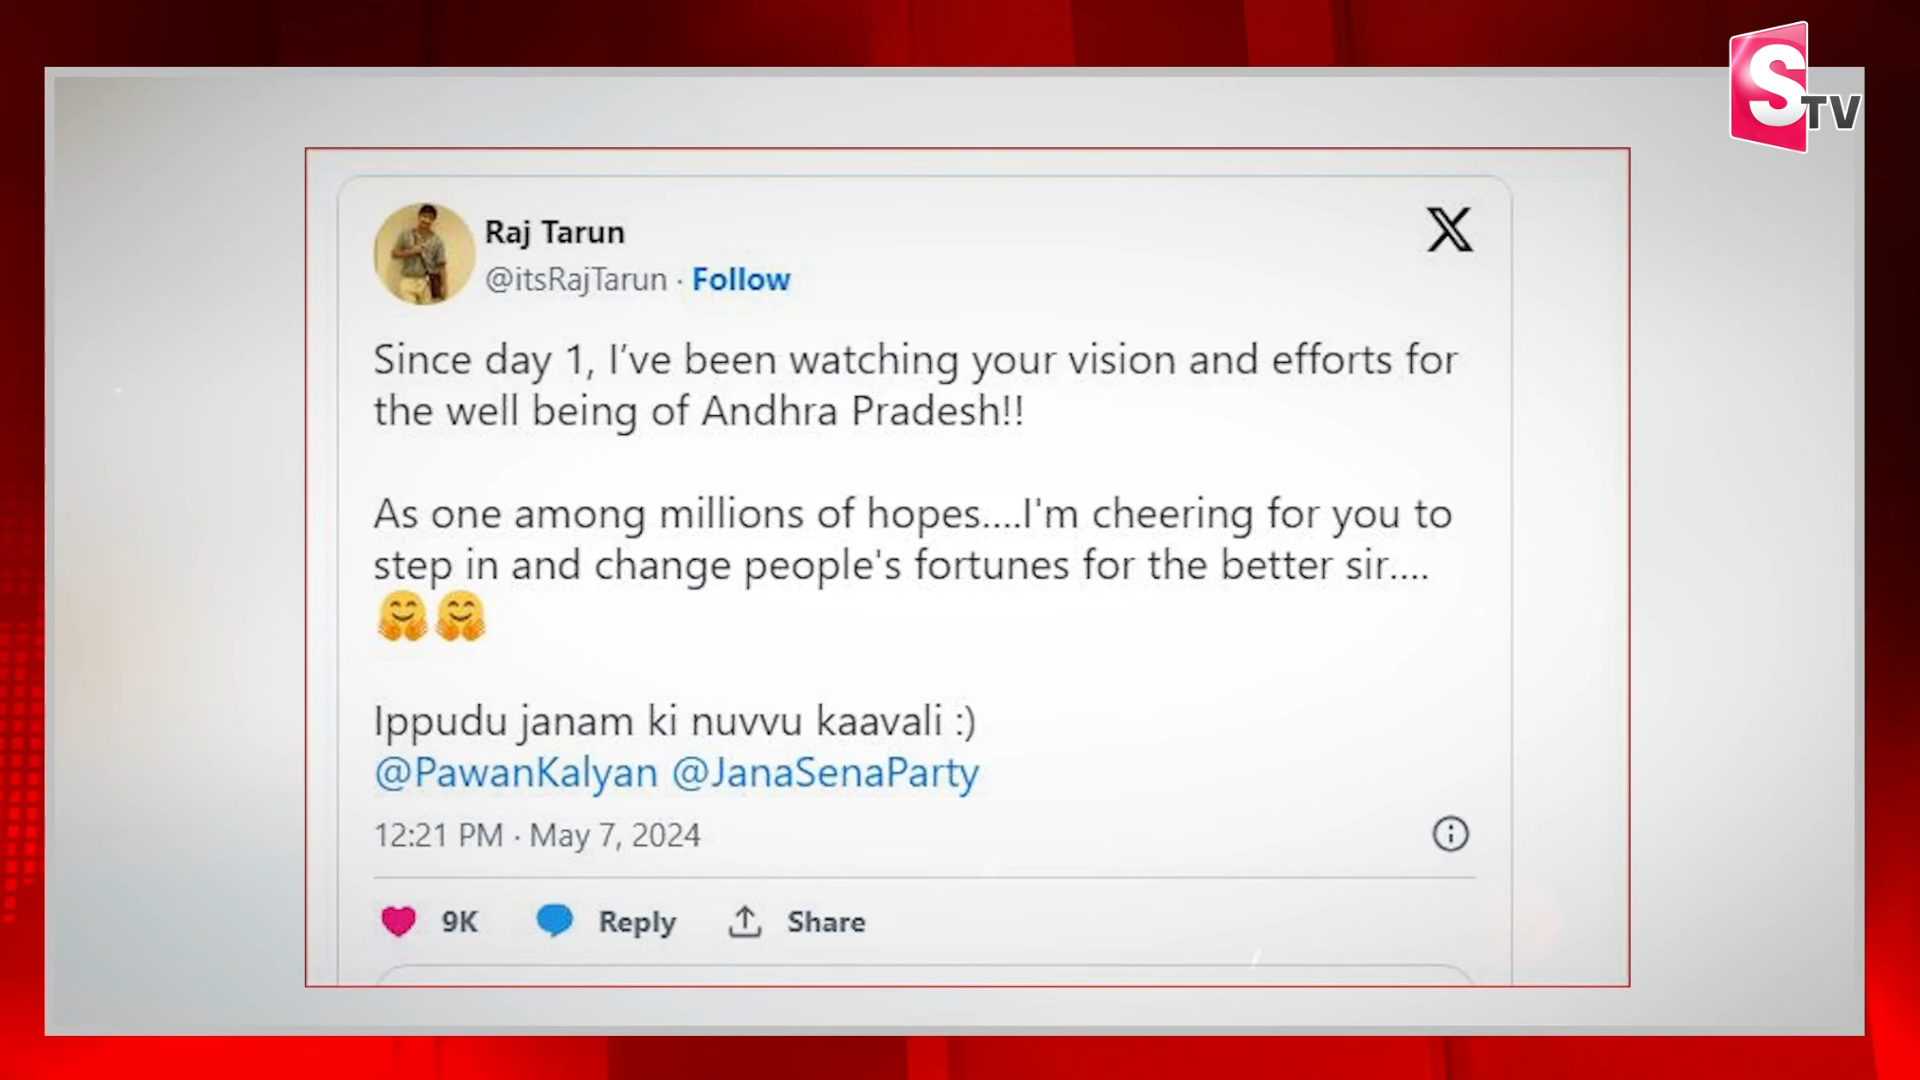 S TV
Raj Tarun
@itsRajTarun · Follow
Since day 1, I’ve been watching your vision and efforts for
the well being of Andhra Pradesh!!
As one among millions of hopes....I'm cheering for you to
step in and change people's fortunes for the better sir....
🤗🤗
Ippudu janam ki nuvvu kaavali :)
@PawanKalyan @JanaSenaParty
12:21 PM · May 7, 2024
9K Reply Share